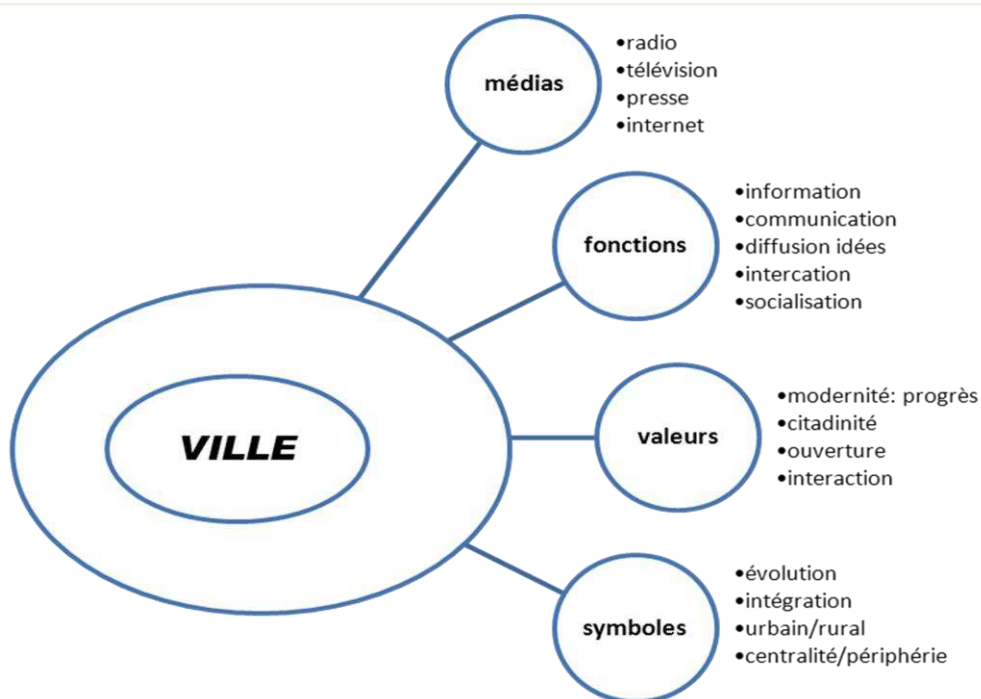 médias
•radio
•télévision
•presse
•internet
fonctions
•information
•communication
•diffusion idées
•intercation
•socialisation
VILLE
valeurs
•modernité: progrès
•citadinité
•ouverture
•interaction
symboles
•évolution
•intégration
•urbain/rural
•centralité/périphérie